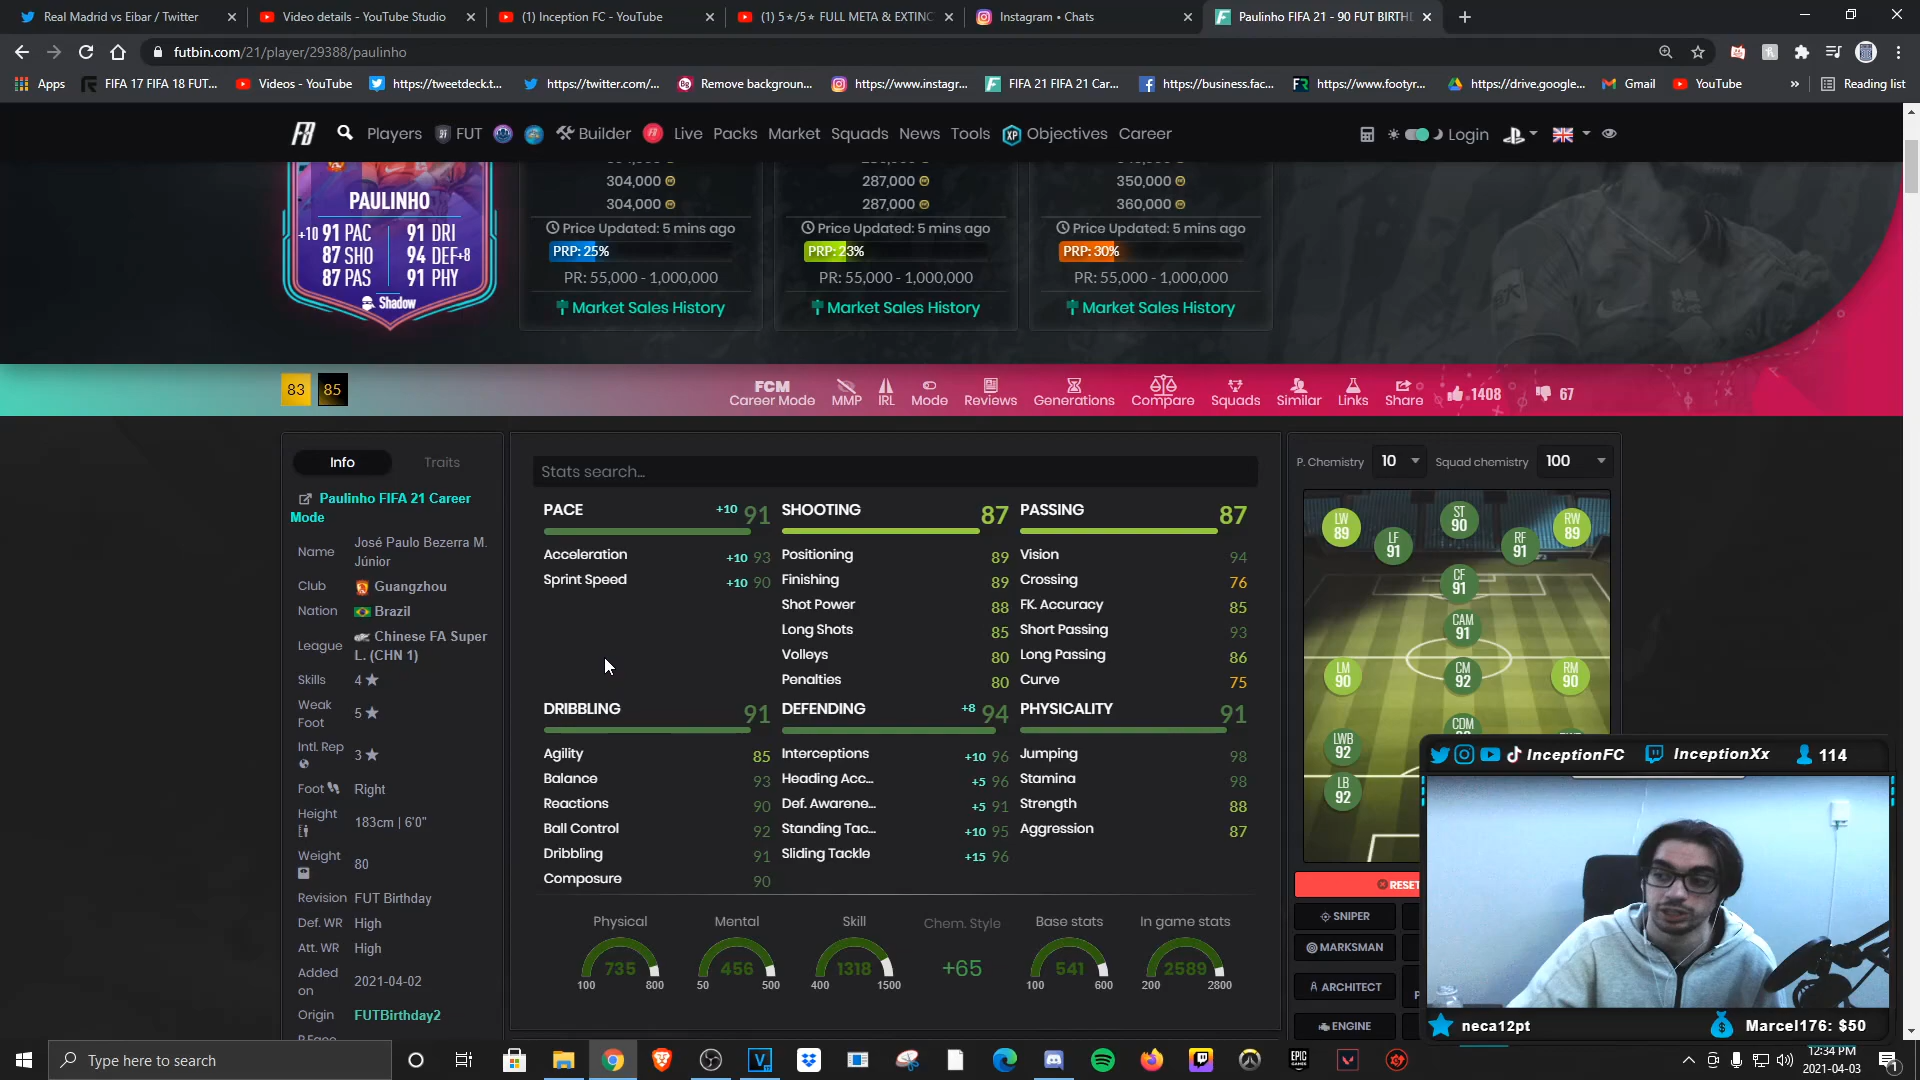 Real Madrid vs Eibar / Twitter
Video details - YouTube Studio
(1) Inception FC - YouTube
(1) 5★/5★ FULL META & EXTINC
Instagram • Chats
Paulinho FIFA 21 - 90 FUT BIRTH
futbin.com/21/player/29388/paulinho
Apps
FIFA 17 FIFA 18 FUT...
Videos - YouTube
https://tweetdeck.t...
https://twitter.com/...
Remove backgroun...
https://www.instagr...
FIFA 21 FIFA 21 Car...
https://business.fac...
https://www.footyr...
https://drive.google...
Gmail
YouTube
»
Reading list
Players
FUT
Builder
Live
Packs
Market
Squads
News
Tools
Objectives
Career
Login
PAULINHO
+10 91 PAC 91 DRI
87 SHO 94 DEF+8
87 PAS 91 PHY
Shadow
304,000
304,000
Price Updated: 5 mins ago
PRP: 25%
PR: 55,000 - 1,000,000
Market Sales History
287,000
287,000
Price Updated: 5 mins ago
PRP: 23%
PR: 55,000 - 1,000,000
Market Sales History
350,000
360,000
Price Updated: 5 mins ago
PRP: 30%
PR: 55,000 - 1,000,000
Market Sales History
83 85
FCM
Career Mode
MMP
IRL
Mode
Reviews
Generations
Compare
Squads
Similar
Links
Share
1408
67
Info
Traits
Paulinho FIFA 21 Career
Mode
Name José Paulo Bezerra M. Júnior
Club Guangzhou
Nation Brazil
League Chinese FA Super L. (CHN 1)
Skills 4★
Weak Foot 5★
Intl. Rep 3★
Foot Right
Height 183cm | 6'0"
Weight 80
Revision FUT Birthday
Def. WR High
Att. WR High
Added on 2021-04-02
Origin FUTBirthday2
Stats search...
PACE +10 91
Acceleration +10 93
Sprint Speed +10 90
SHOOTING 87
Positioning 89
Finishing 89
Shot Power 88
Long Shots 85
Volleys 80
Penalties 80
PASSING 87
Vision 94
Crossing 76
FK. Accuracy 85
Short Passing 93
Long Passing 86
Curve 75
DRIBBLING 91
Agility 85
Balance 93
Reactions 90
Ball Control 92
Dribbling 91
Composure 90
DEFENDING +8 94
Interceptions +10 96
Heading Acc... +5 96
Def. Awarene... +5 91
Standing Tac... +10 95
Sliding Tackle +15 96
PHYSICALITY 91
Jumping 98
Stamina 98
Strength 88
Aggression 87
Physical
735
100 800
Mental
456
50 500
Skill
1318
400 1500
Chem. Style
+65
Base stats
541
100 600
In game stats
2589
200 2800
P. Chemistry 10
Squad chemistry 100
LW 89
ST 90
RW 89
LF 91
RF 91
CF 91
CAM 91
LM 90
CM 92
RM 90
CDM
LWB 92
LB 92
RESET
SNIPER
MARKSMAN
ARCHITECT
ENGINE
InceptionFC
InceptionXx
114
neca12pt
Marcel176: $50
Type here to search
12:34 PM
2021-04-03